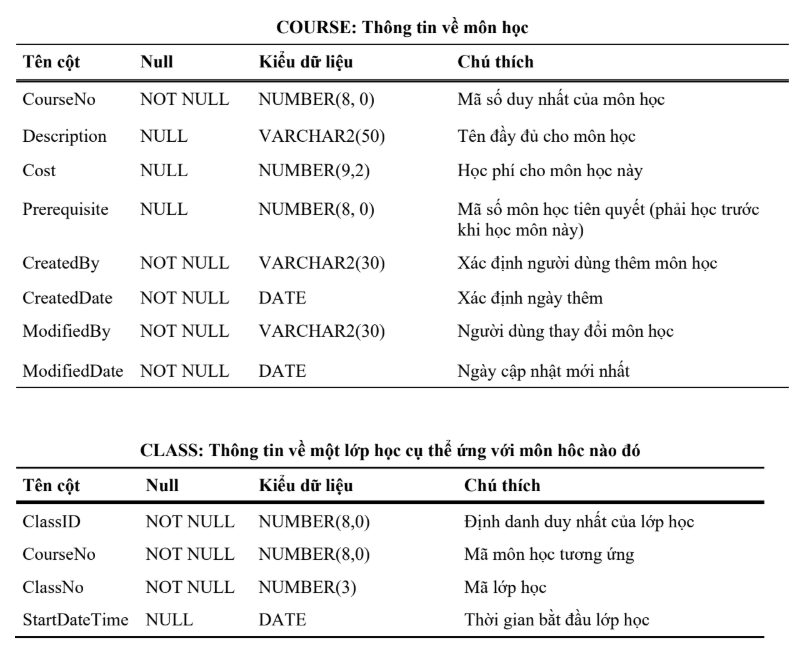 COURSE: Thông tin về môn học
Tên cột Null Kiểu dữ liệu Chú thích
CourseNo NOT NULL NUMBER(8, 0) Mã số duy nhất của môn học
Description NULL VARCHAR2(50) Tên đầy đủ cho môn học
Cost NULL NUMBER(9,2) Học phí cho môn học này
Prerequisite NULL NUMBER(8, 0) Mã số môn học tiên quyết (phải học trước
khi học môn này)
CreatedBy NOT NULL VARCHAR2(30) Xác định người dùng thêm môn học
CreatedDate NOT NULL DATE Xác định ngày thêm
ModifiedBy NOT NULL VARCHAR2(30) Người dùng thay đổi môn học
ModifiedDate NOT NULL DATE Ngày cập nhật mới nhất
CLASS: Thông tin về một lớp học cụ thể ứng với môn hôc nào đó
Tên cột Null Kiểu dữ liệu Chú thích
ClassID NOT NULL NUMBER(8,0) Định danh duy nhất của lớp học
CourseNo NOT NULL NUMBER(8,0) Mã môn học tương ứng
ClassNo NOT NULL NUMBER(3) Mã lớp học
StartDateTime NULL DATE Thời gian bắt đầu lớp học